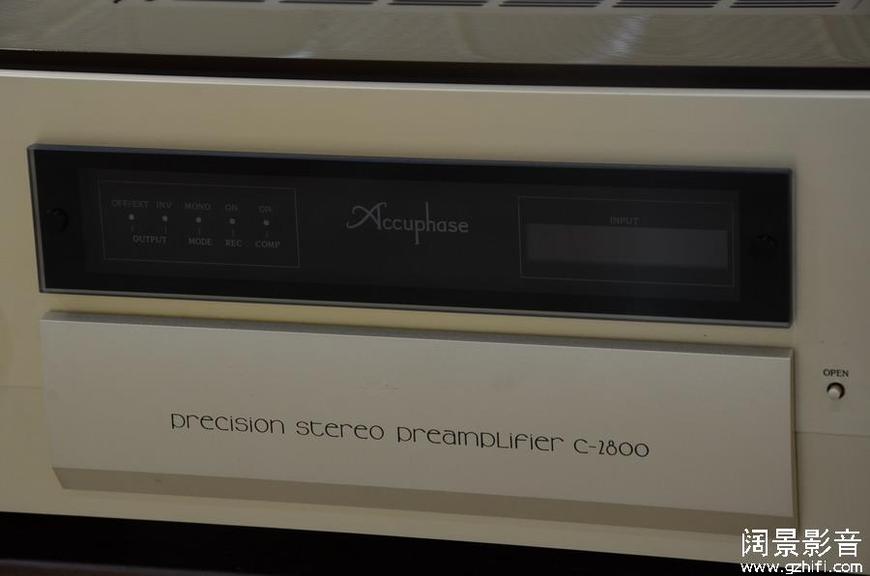 OFF/EXT INV MONO ON ON
OUTPUT MODE REC COMP
Accuphase
INPUT
OPEN
precision stereo preamplifier C-2800
阔景影音
www.gzhifi.com